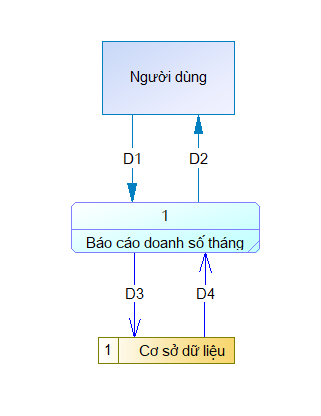 Người dùng
D1 D2
1
Báo cáo doanh số tháng
D3 D4
1 Cơ sở dữ liệu